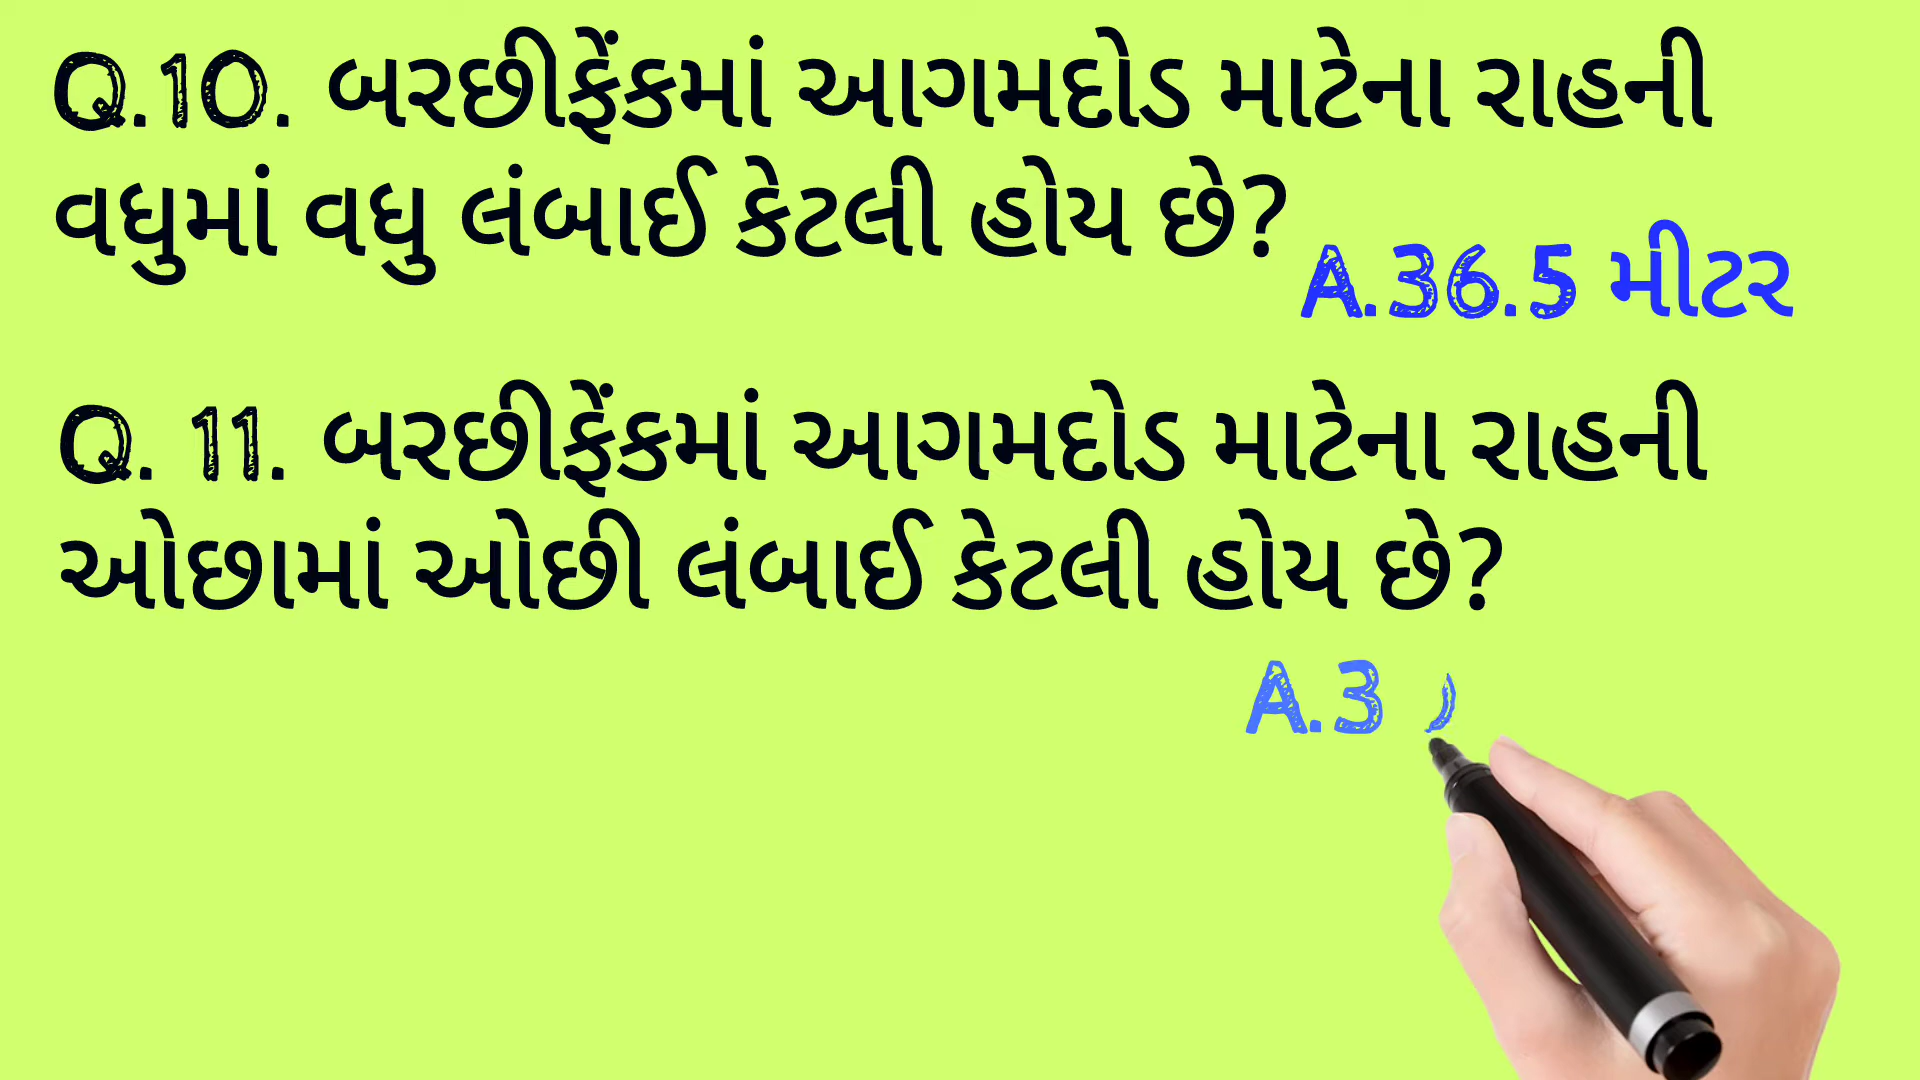 Q.10. બરછીફેંકમાં આગમદોડ માટેના રાહની
વધુમાં વધુ લંબાઈ કેટલી હોય છે?
A.36.5 મીટર
Q. 11. બરછીફેંકમાં આગમદોડ માટેના રાહની
ઓછામાં ઓછી લંબાઈ કેટલી હોય છે?
A.3